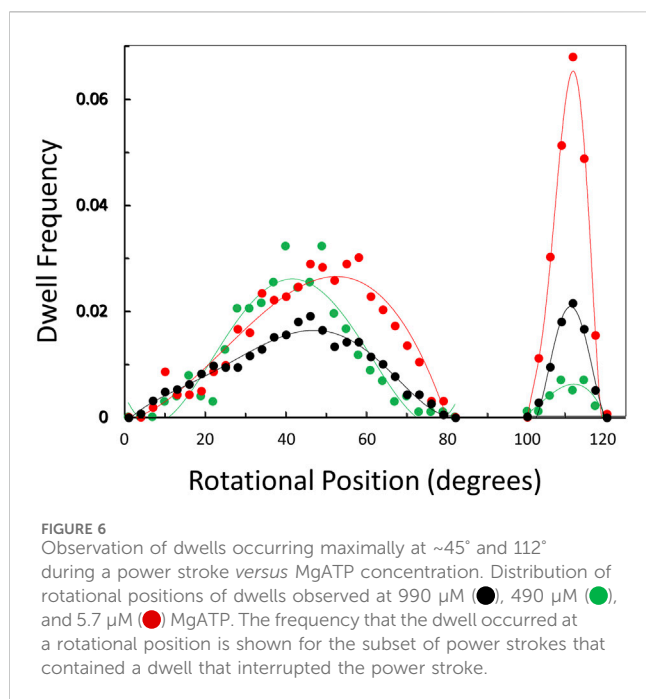 0.06
0.04
0.02
0
Dwell Frequency
0 20 40 60 80 100 120
Rotational Position (degrees)
FIGURE 6
Observation of dwells occurring maximally at ~45° and 112°
during a power stroke versus MgATP concentration. Distribution of
rotational positions of dwells observed at 990 µM (●), 490 µM (●),
and 5.7 µM (●) MgATP. The frequency that the dwell occurred at
a rotational position is shown for the subset of power strokes that
contained a dwell that interrupted the power stroke.